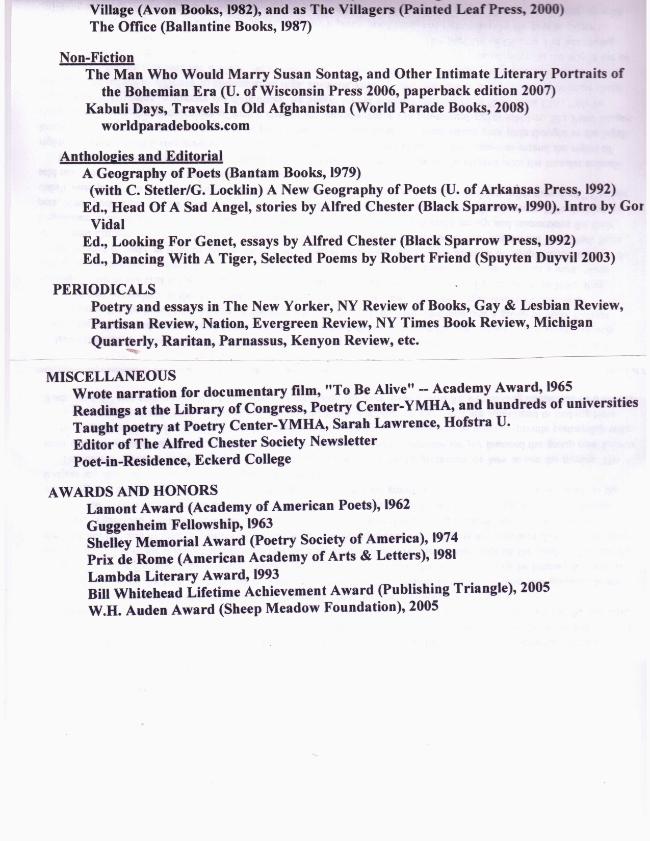 Village (Avon Books, 1982), and as The Villagers (Painted Leaf Press, 2000)
The Office (Ballantine Books, 1987)
Non-Fiction
The Man Who Would Marry Susan Sontag, and Other Intimate Literary Portraits of
the Bohemian Era (U. of Wisconsin Press 2006, paperback edition 2007)
Kabuli Days, Travels In Old Afghanistan (World Parade Books, 2008)
worldparadebooks.com
Anthologies and Editorial
A Geography of Poets (Bantam Books, 1979)
(with C. Stetler/G. Locklin) A New Geography of Poets (U. of Arkansas Press, 1992)
Ed., Head Of A Sad Angel, stories by Alfred Chester (Black Sparrow, 1990). Intro by Gor
Vidal
Ed., Looking For Genet, essays by Alfred Chester (Black Sparrow Press, 1992)
Ed., Dancing With A Tiger, Selected Poems by Robert Friend (Spuyten Duyvil 2003)
PERIODICALS
Poetry and essays in The New Yorker, NY Review of Books, Gay & Lesbian Review,
Partisan Review, Nation, Evergreen Review, NY Times Book Review, Michigan
Quarterly, Raritan, Parnassus, Kenyon Review, etc.
MISCELLANEOUS
Wrote narration for documentary film, "To Be Alive" -- Academy Award, 1965
Readings at the Library of Congress, Poetry Center-YMHA, and hundreds of universities
Taught poetry at Poetry Center-YMHA, Sarah Lawrence, Hofstra U.
Editor of The Alfred Chester Society Newsletter
Poet-in-Residence, Eckerd College
AWARDS AND HONORS
Lamont Award (Academy of American Poets), 1962
Guggenheim Fellowship, 1963
Shelley Memorial Award (Poetry Society of America), 1974
Prix de Rome (American Academy of Arts & Letters), 1981
Lambda Literary Award, 1993
Bill Whitehead Lifetime Achievement Award (Publishing Triangle), 2005
W.H. Auden Award (Sheep Meadow Foundation), 2005